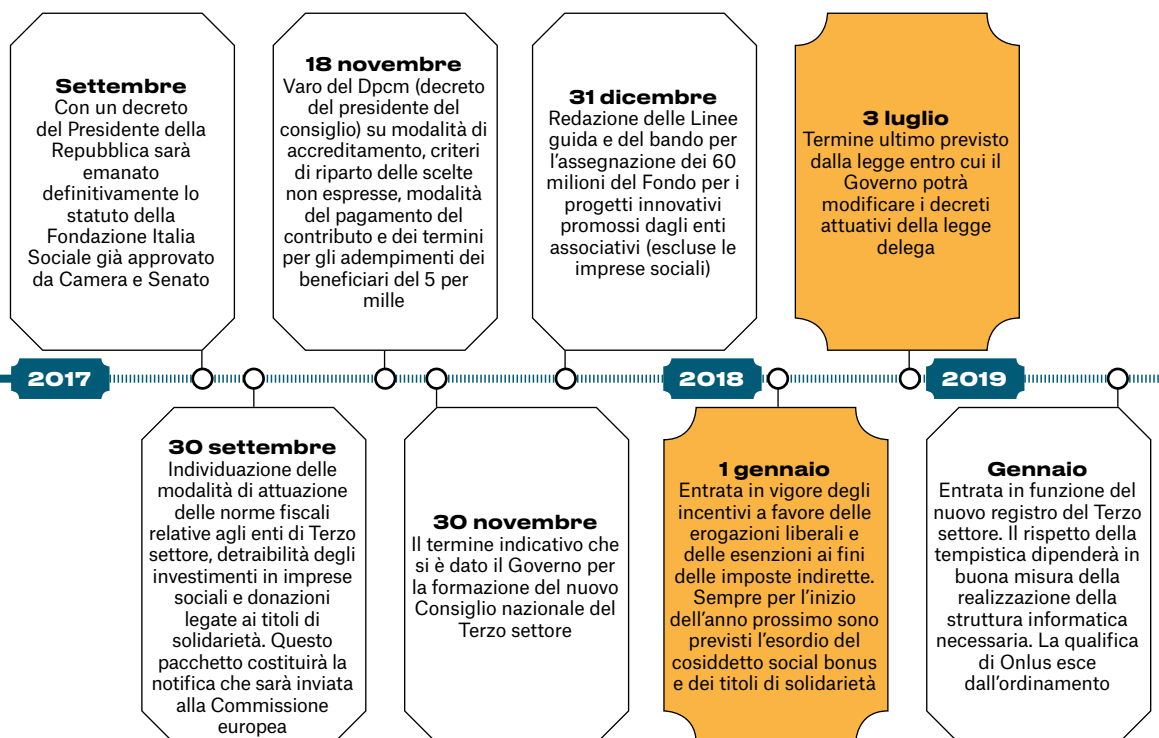 Settembre
Con un decreto
del Presidente della
Repubblica sarà
emanato
definitivamente lo
statuto della
Fondazione Italia
Sociale già approvato
da Camera e Senato
18 novembre
Varo del Dpcm (decreto
del presidente del
consiglio) su modalità di
accreditamento, criteri
di riparto delle scelte
non espresse, modalità
del pagamento del
contributo e dei termini
per gli adempimenti dei
beneficiari del 5 per
mille
31 dicembre
Redazione delle Linee
guida e del bando per
l’assegnazione dei 60
milioni del Fondo per i
progetti innovativi
promossi dagli enti
associativi (escluse le
imprese sociali)
3 luglio
Termine ultimo previsto
dalla legge entro cui il
Governo potrà
modificare i decreti
attuativi della legge
delega
2017
2018
2019
30 settembre
Individuazione delle
modalità di attuazione
delle norme fiscali
relative agli enti di Terzo
settore, detraibilità degli
investimenti in imprese
sociali e donazioni
legate ai titoli di
solidarietà. Questo
pacchetto costituirà la
notifica che sarà inviata
alla Commissione
europea
30 novembre
Il termine indicativo che
si è dato il Governo per
la formazione del nuovo
Consiglio nazionale del
Terzo settore
1 gennaio
Entrata in vigore degli
incentivi a favore delle
erogazioni liberali e
delle esenzioni ai fini
delle imposte indirette.
Sempre per l’inizio
dell’anno prossimo sono
previsti l’esordio del
cosiddetto social bonus
e dei titoli di solidarietà
Gennaio
Entrata in funzione del
nuovo registro del Terzo
settore. Il rispetto della
tempistica dipenderà in
buona misura della
realizzazione della
struttura informatica
necessaria. La qualifica
di Onlus esce
dall’ordinamento